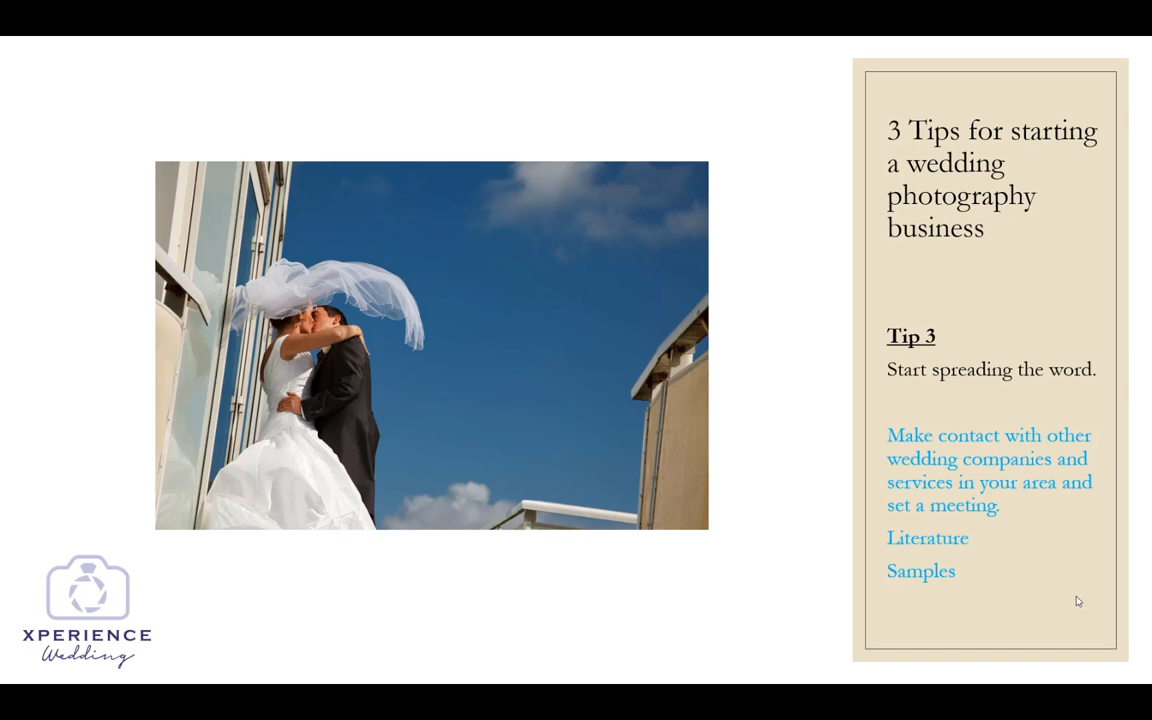 3 Tips for starting
a wedding
photography
business
Tip 3
Start spreading the word.
Make contact with other
wedding companies and
services in your area and
set a meeting.
Literature
Samples
XPERIENCE
Wedding